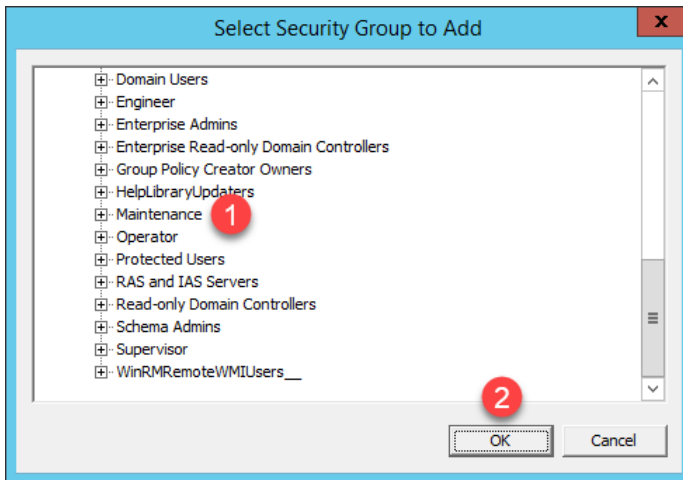 Select Security Group to Add
x
Domain Users
Engineer
Enterprise Admins
Enterprise Read-only Domain Controllers
Group Policy Creator Owners
HelpLibraryUpdaters
Maintenance 1
Operator
Protected Users
RAS and IAS Servers
Read-only Domain Controllers
Schema Admins
Supervisor
WinRMRemoteWMIUsers__
2
OK Cancel